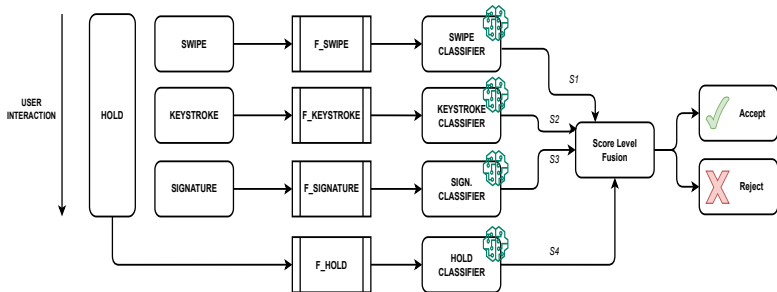 USER
INTERACTION
HOLD
SWIPE
F_SWIPE
SWIPE
CLASSIFIER
S1
KEYSTROKE
F_KEYSTROKE
KEYSTROKE
CLASSIFIER
S2
SIGNATURE
F_SIGNATURE
SIGN.
CLASSIFIER
S3
F_HOLD
HOLD
CLASSIFIER
S4
Score Level
Fusion
Accept
Reject